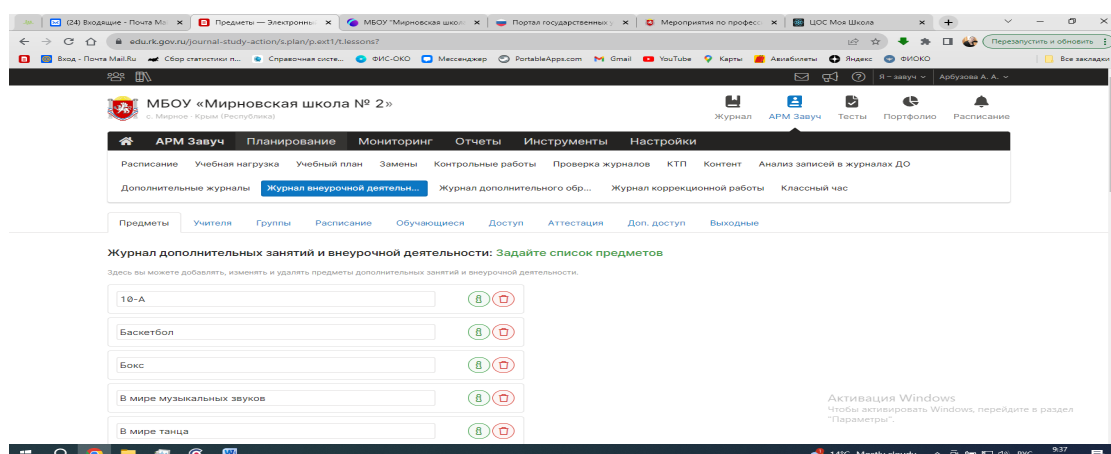 (24) Входящие - Почта Ma
Предметы — Электронны
МБОУ "Мирновская школ
Портал государственных
Мероприятия по професс
ЦОС Моя Школа
edu.rk.gov.ru/journal-study-action/s.plan/p.ext1/t.lessons?
Перезапустить и обновить
Вход - Почта Mail.Ru
Сбор статистики п...
Справочная систе...
ФИС-ОКО
Мессенджер
PortableApps.com
Gmail
YouTube
Карты
Авиабилеты
Яндекс
ФИОКО
Все закладки
Я – завуч
Арбузова А. А.
МБОУ «Мирновская школа № 2»
с. Мирное - Крым (Республика)
Журнал
АРМ Завуч
Тесты
Портфолио
Расписание
АРМ Завуч Планирование Мониторинг Отчеты Инструменты Настройки
Расписание Учебная нагрузка Учебный план Замены Контрольные работы Проверка журналов КТП Контент Анализ записей в журналах ДО
Дополнительные журналы Журнал внеурочной деятельн... Журнал дополнительного обр... Журнал коррекционной работы Классный час
Предметы Учителя Группы Расписание Обучающиеся Доступ Аттестация Доп. доступ Выходные
Журнал дополнительных занятий и внеурочной деятельности: Задайте список предметов
Здесь вы можете добавлять, изменять и удалять предметы дополнительных занятий и внеурочной деятельности.
10-А
Баскетбол
Бокс
В мире музыкальных звуков
В мире танца
Активация Windows
Чтобы активировать Windows, перейдите в раздел
"Параметры".
14°C Mostly cloudy
РУС
9:37